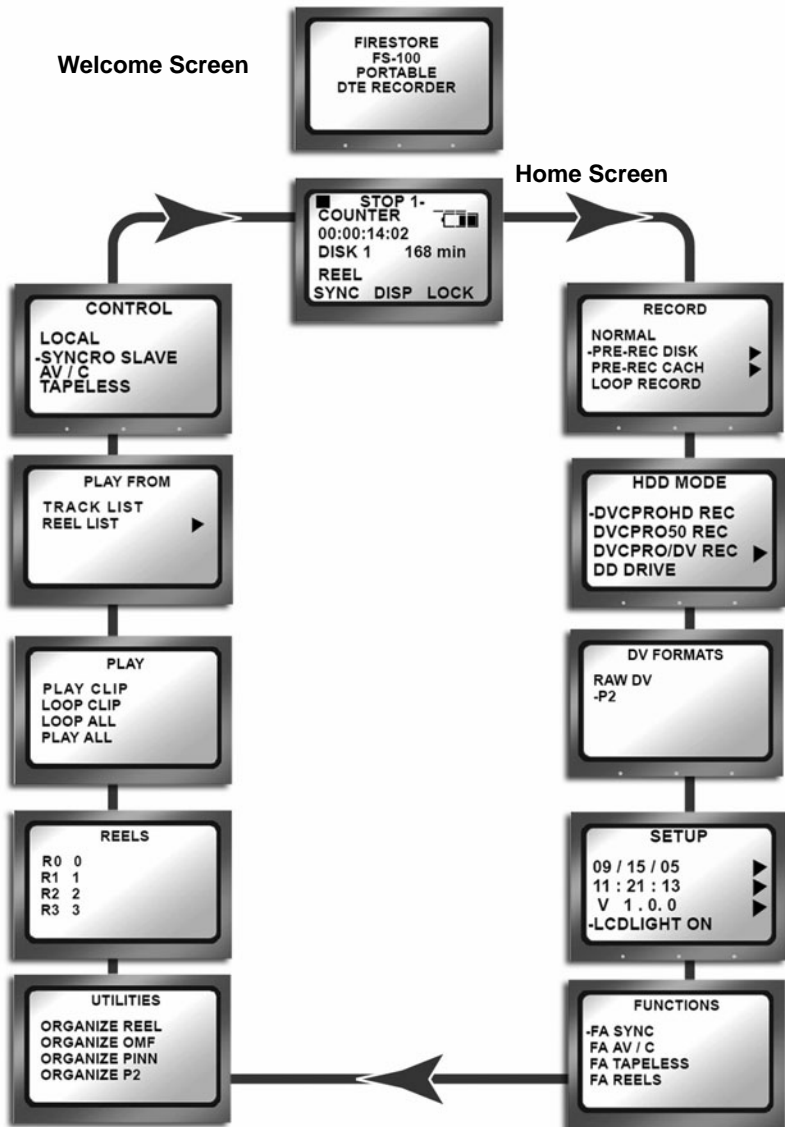 Welcome Screen
FIRESTORE
FS-100
PORTABLE
DTE RECORDER
Home Screen
STOP 1-
COUNTER
00:00:14:02
DISK 1 168 min
REEL
SYNC DISP LOCK
CONTROL
LOCAL
-SYNCRO SLAVE
AV / C
TAPELESS
RECORD
NORMAL
-PRE-REC DISK
PRE-REC CACH
LOOP RECORD
PLAY FROM
TRACK LIST
REEL LIST
HDD MODE
-DVCPROHD REC
DVCPRO50 REC
DVCPRO/DV REC
DD DRIVE
PLAY
PLAY CLIP
LOOP CLIP
LOOP ALL
PLAY ALL
DV FORMATS
RAW DV
-P2
REELS
R0 0
R1 1
R2 2
R3 3
SETUP
09 / 15 / 05
11 : 21 : 13
V 1 . 0. 0
-LCDLIGHT ON
UTILITIES
ORGANIZE REEL
ORGANIZE OMF
ORGANIZE PINN
ORGANIZE P2
FUNCTIONS
-FA SYNC
FA AV / C
FA TAPELESS
FA REELS